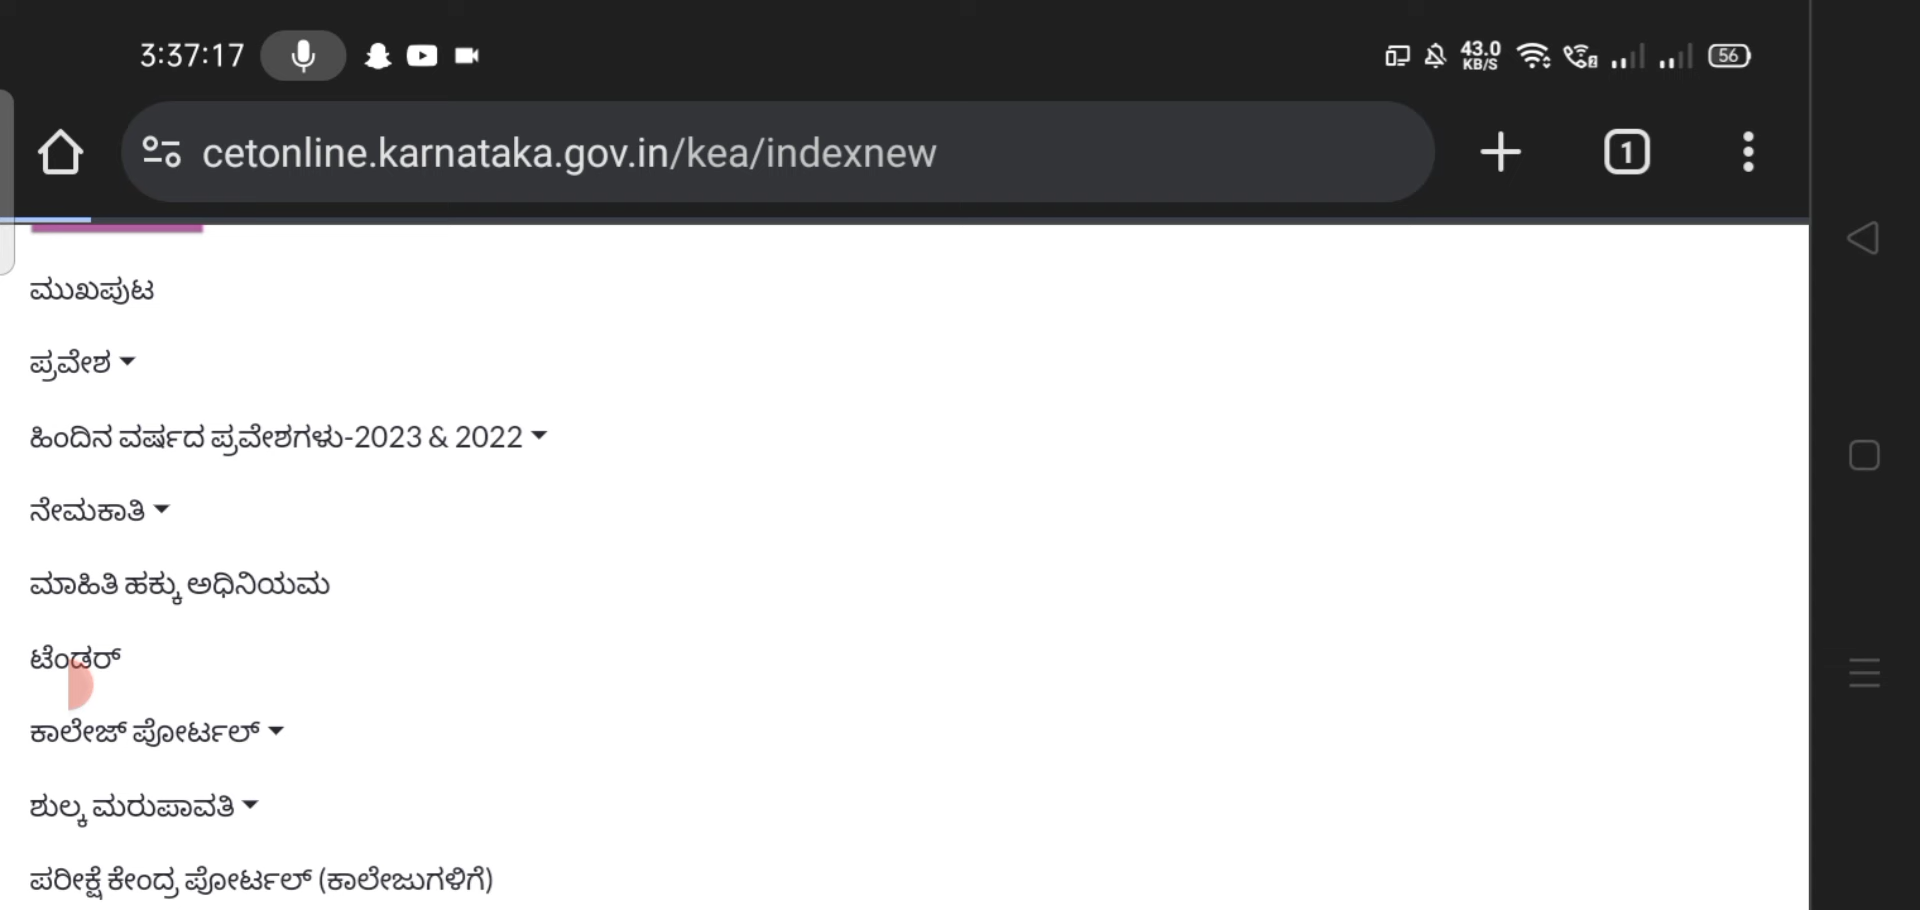 3:37:17
43.0
KB/S
56
cetonline.karnataka.gov.in/kea/indexnew
1
ಮುಖಪುಟ
ಪ್ರವೇಶ
ಹಿಂದಿನ ವರ್ಷದ ಪ್ರವೇಶಗಳು-2023 & 2022
ನೇಮಕಾತಿ
ಮಾಹಿತಿ ಹಕ್ಕು ಅಧಿನಿಯಮ
ಟೆಂಡರ್
ಕಾಲೇಜ್ ಪೋರ್ಟಲ್
ಶುಲ್ಕ ಮರುಪಾವತಿ
ಪರೀಕ್ಷೆ ಕೇಂದ್ರ ಪೋರ್ಟಲ್ (ಕಾಲೇಜುಗಳಿಗೆ)